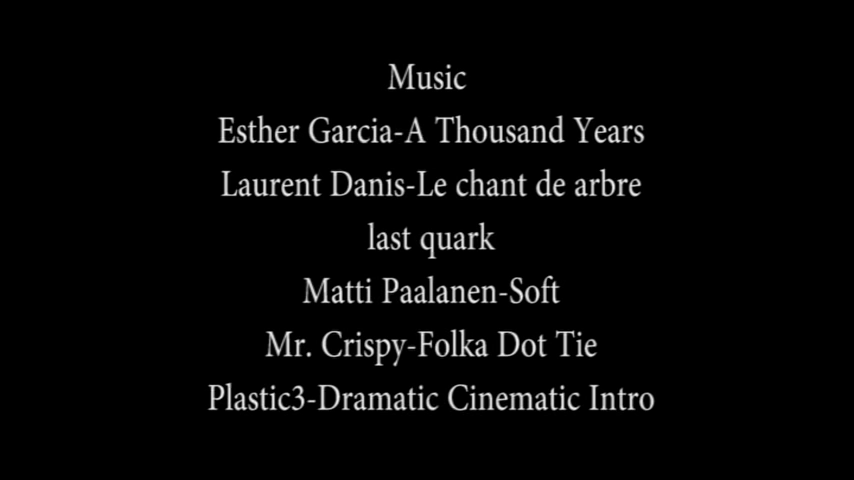 Music
Esther Garcia-A Thousand Years
Laurent Danis-Le chant de arbre
last quark
Matti Paalanen-Soft
Mr. Crispy-Folka Dot Tie
Plastic3-Dramatic Cinematic Intro